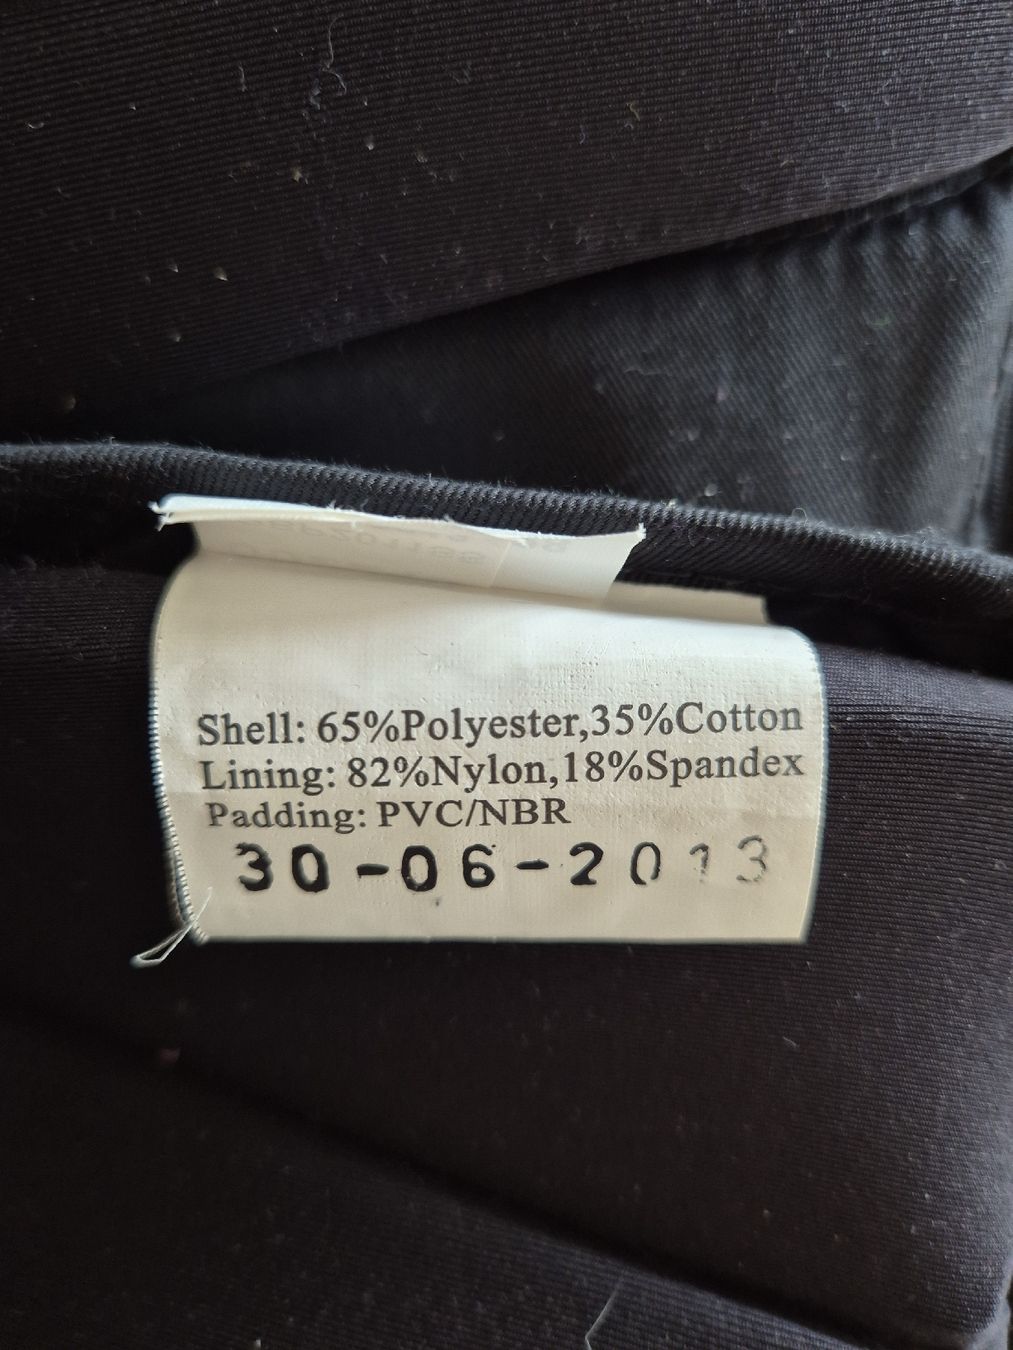 Shell: 65%Polyester,35%Cotton
Lining: 82%Nylon,18%Spandex
Padding: PVC/NBR
30-06-2013